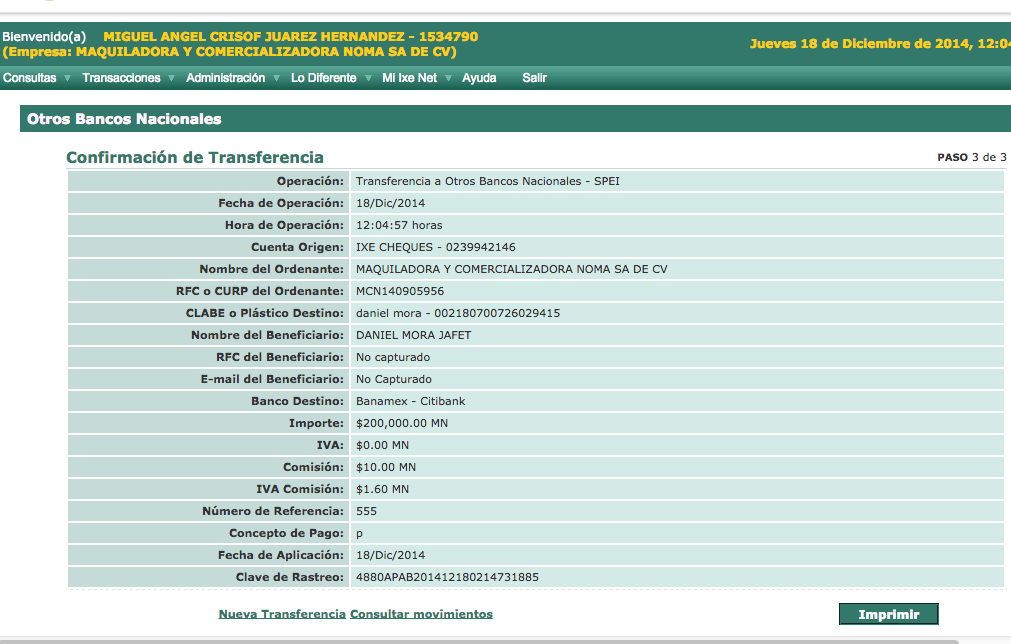 Bienvenido(a) MIGUEL ANGEL CRISOF JUAREZ HERNANDEZ - 1534790
(Empresa: MAQUILADORA Y COMERCIALIZADORA NOMA SA DE CV)
Jueves 18 de Diciembre de 2014, 12:04
Consultas Transacciones Administración Lo Diferente Mi Ixe Net Ayuda Salir
Otros Bancos Nacionales
Confirmación de Transferencia PASO 3 de 3
Operación: Transferencia a Otros Bancos Nacionales - SPEI
Fecha de Operación: 18/Dic/2014
Hora de Operación: 12:04:57 horas
Cuenta Origen: IXE CHEQUES - 0239942146
Nombre del Ordenante: MAQUILADORA Y COMERCIALIZADORA NOMA SA DE CV
RFC o CURP del Ordenante: MCN140905956
CLABE o Plástico Destino: daniel mora - 002180700726029415
Nombre del Beneficiario: DANIEL MORA JAFET
RFC del Beneficiario: No capturado
E-mail del Beneficiario: No Capturado
Banco Destino: Banamex - Citibank
Importe: $200,000.00 MN
IVA: $0.00 MN
Comisión: $10.00 MN
IVA Comisión: $1.60 MN
Número de Referencia: 555
Concepto de Pago: p
Fecha de Aplicación: 18/Dic/2014
Clave de Rastreo: 4880APAB201412180214731885
Nueva Transferencia Consultar movimientos Imprimir